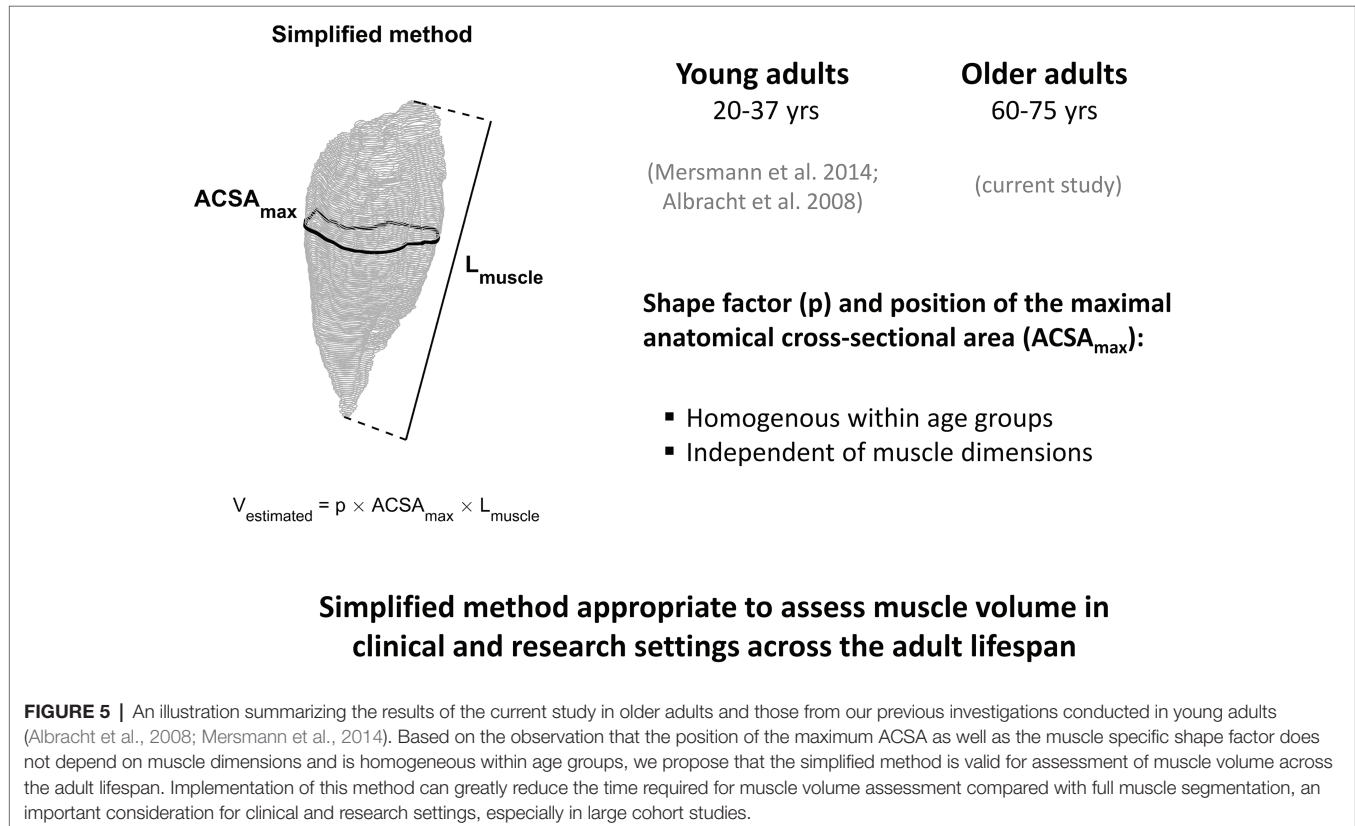 Simplified method
Young adults
20-37 yrs
Older adults
60-75 yrs
(Mersmann et al. 2014;
Albracht et al. 2008)
(current study)
ACSAmax
Lmuscle
Shape factor (p) and position of the maximal
anatomical cross-sectional area (ACSAmax):
▪ Homogenous within age groups
▪ Independent of muscle dimensions
Vestimated = p × ACSAmax × Lmuscle
Simplified method appropriate to assess muscle volume in
clinical and research settings across the adult lifespan
FIGURE 5 | An illustration summarizing the results of the current study in older adults and those from our previous investigations conducted in young adults
(Albracht et al., 2008; Mersmann et al., 2014). Based on the observation that the position of the maximum ACSA as well as the muscle specific shape factor does
not depend on muscle dimensions and is homogeneous within age groups, we propose that the simplified method is valid for assessment of muscle volume across
the adult lifespan. Implementation of this method can greatly reduce the time required for muscle volume assessment compared with full muscle segmentation, an
important consideration for clinical and research settings, especially in large cohort studies.